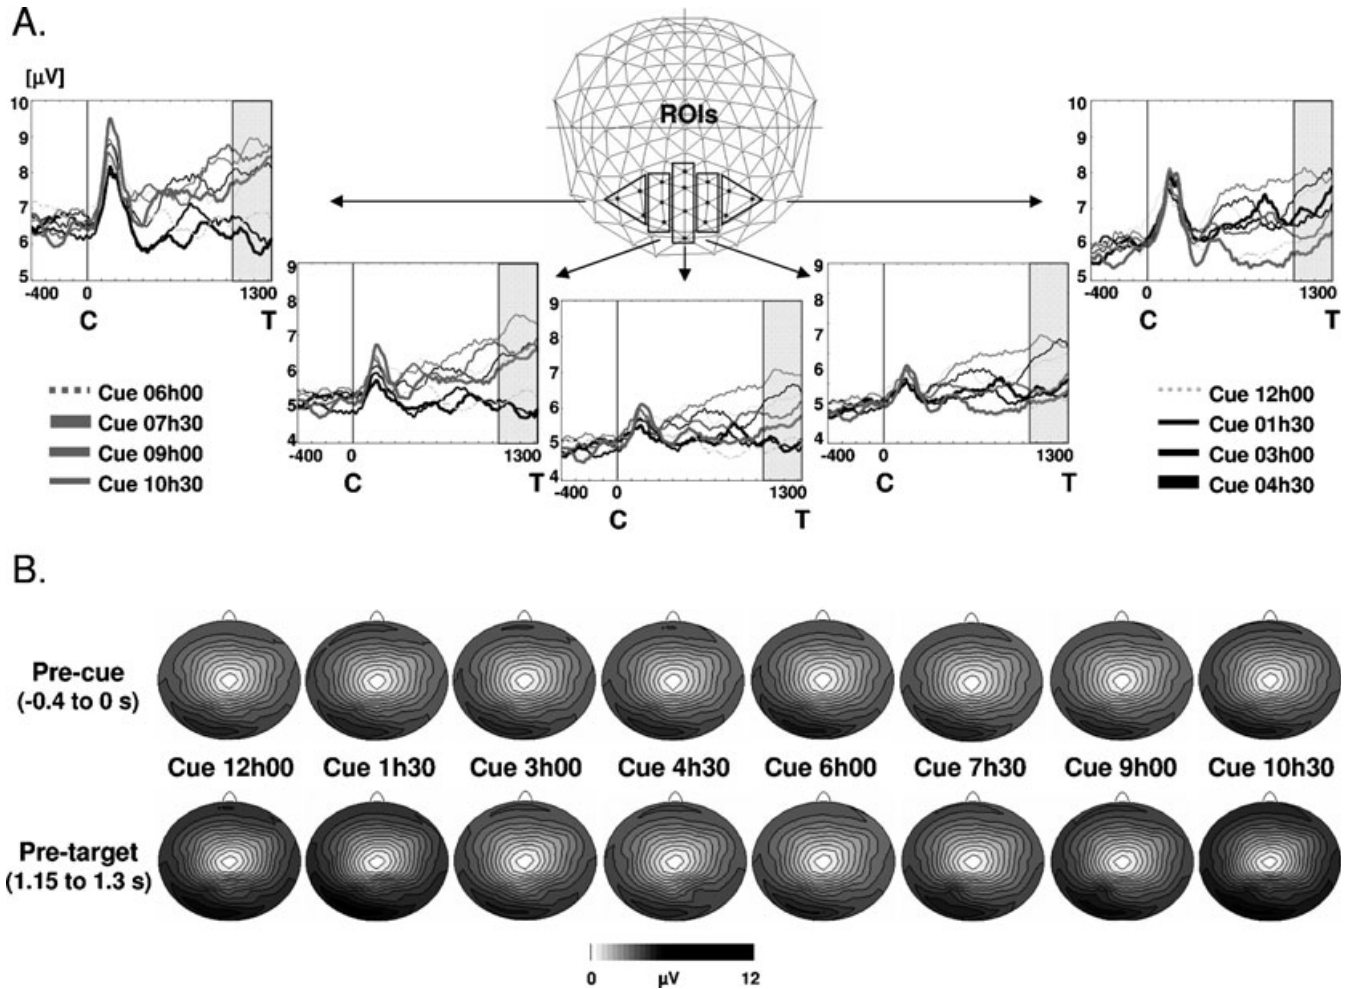 A.
[µV]
10
9
8
7
6
5
-400
0
1300
C
T
ROIs
10
9
8
7
6
5
-400
0
1300
C
T
9
8
7
6
5
4
-400
0
1300
C
T
9
8
7
6
5
4
-400
0
1300
C
T
9
8
7
6
5
4
-400
0
1300
C
T
Cue 06h00
Cue 07h30
Cue 09h00
Cue 10h30
Cue 12h00
Cue 01h30
Cue 03h00
Cue 04h30
B.
Pre-cue
(-0.4 to 0 s)
Cue 12h00 Cue 1h30 Cue 3h00 Cue 4h30 Cue 6h00 Cue 7h30 Cue 9h00 Cue 10h30
Pre-target
(1.15 to 1.3 s)
0 µV 12